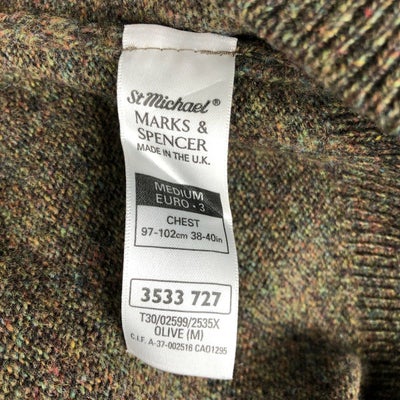 St Michael®
MARKS &
SPENCER
MADE IN THE U.K.
MEDIUM
EURO - 3
CHEST
97-102cm 38-40in
3533 727
T30/02599/2535X
OLIVE (M)
C.I.F. A-37-002516 CAO1295